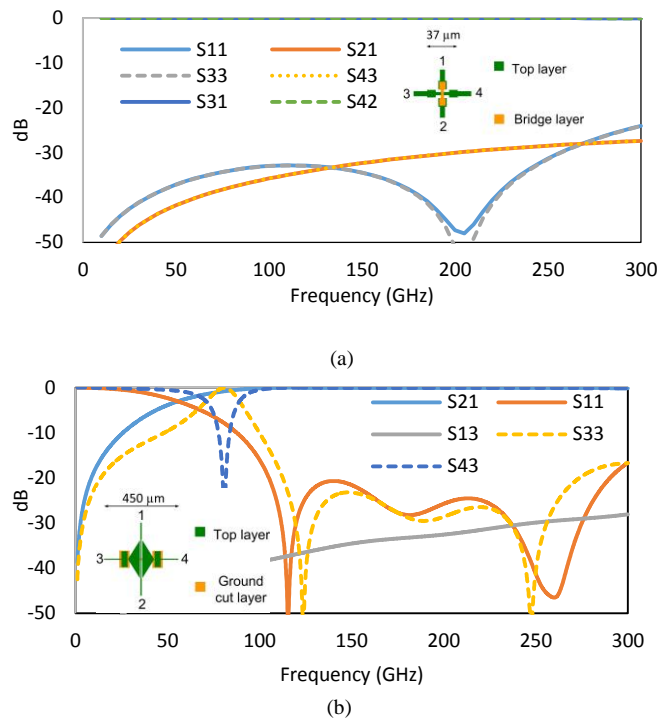 0
-10
-20
-30
-40
-50
dB
S11
S21
S33
S43
S31
S42
37 μm
1
3
4
2
Top layer
Bridge layer
0
50
100
150
200
250
300
Frequency (GHz)
(a)
0
-10
-20
-30
-40
-50
dB
S21
S11
S13
S33
S43
450 μm
1
3
4
2
Top layer
Ground
cut layer
0
50
100
150
200
250
300
Frequency (GHz)
(b)